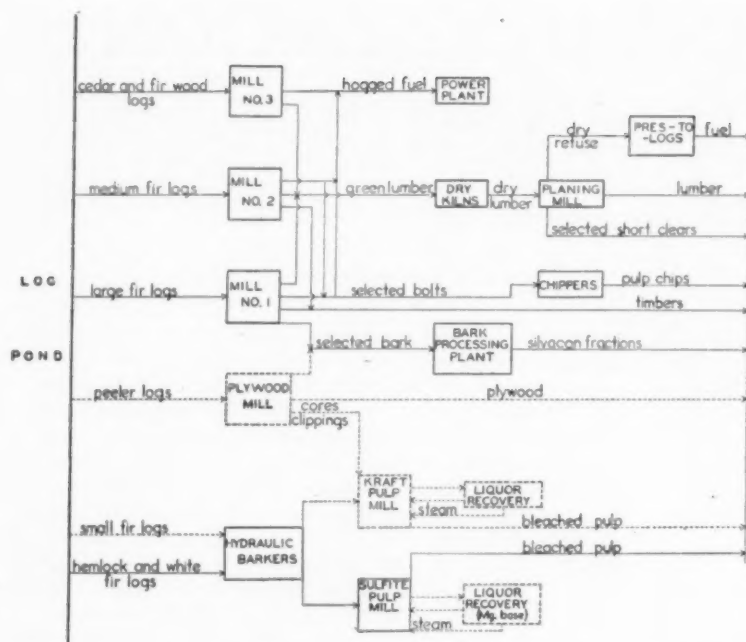 cedar and fir wood
logs
MILL
NO. 3
hogged fuel
POWER
PLANT
dry
refuse
PRES-TO
-LOGS
fuel
medium fir logs
MILL
NO. 2
green lumber
DRY
KILNS
dry
lumber
PLANING
MILL
lumber
selected short clears
LOG
POND
large fir logs
MILL
NO. 1
selected bolts
CHIPPERS
pulp chips
timbers
selected bark
BARK
PROCESSING
PLANT
silvacon fractions
peeler logs
PLYWOOD
MILL
plywood
cores
clippings
KRAFT
PULP
MILL
LIQUOR
RECOVERY
steam
bleached pulp
small fir logs
HYDRAULIC
BARKERS
hemlock and white
fir logs
bleached pulp
SULFITE
PULP
MILL
LIQUOR
RECOVERY
(Mg. base)
steam